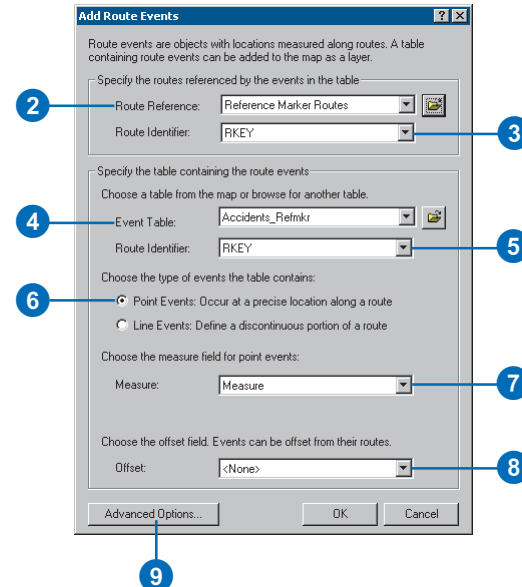 Add Route Events
Route events are objects with locations measured along routes. A table
containing route events can be added to the map as a layer.
Specify the routes referenced by the events in the table
2
Route Reference: Reference Marker Routes
Route Identifier: RKEY
3
Specify the table containing the route events
Choose a table from the map or browse for another table.
4
Event Table: Accidents_Refmkr
Route Identifier: RKEY
5
Choose the type of events the table contains:
6
Point Events: Occur at a precise location along a route
Line Events: Define a discontinuous portion of a route
Choose the measure field for point events:
Measure: Measure
7
Choose the offset field. Events can be offset from their routes.
Offset: <None>
8
Advanced Options... OK Cancel
9